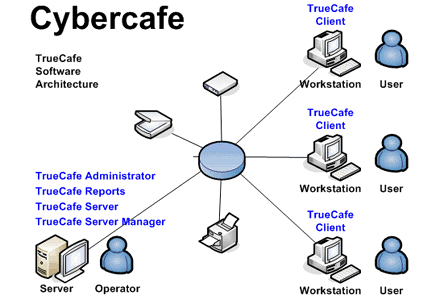 Cybercafe
TrueCafe
Software
Architecture
TrueCafe
Client
Workstation User
TrueCafe
Client
Workstation User
TrueCafe Administrator
TrueCafe Reports
TrueCafe Server
TrueCafe Server Manager
TrueCafe
Client
Workstation User
Server Operator